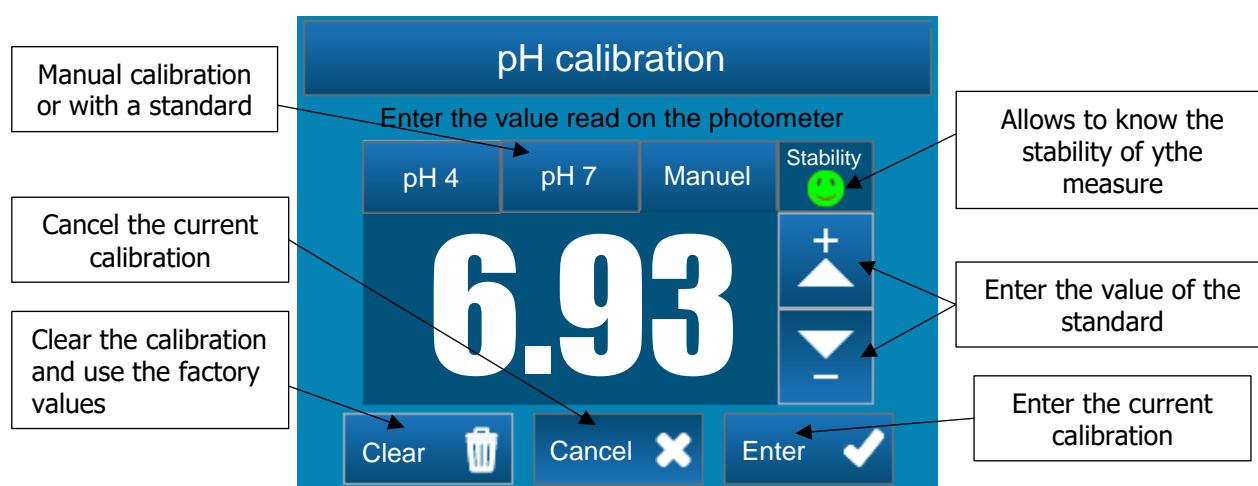 pH calibration
Manual calibration
or with a standard
Enter the value read on the photometer
Allows to know the
stability of ythe
measure
pH 4
pH 7
Manuel
Stability
Cancel the current
calibration
6.93
+
Enter the value of the
standard
–
Clear the calibration
and use the factory
values
Enter the current
calibration
Clear
Cancel
Enter